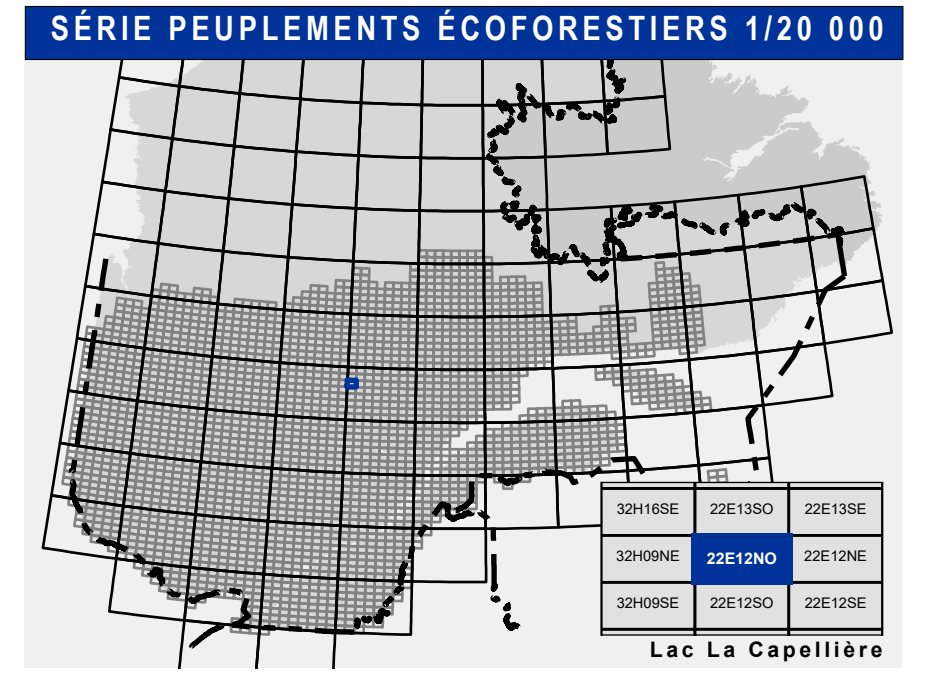 SÉRIE PEUPLEMENTS ÉCOFORESTIERS 1/20 000
32H16SE 22E13SO 22E13SE
32H09NE 22E12NO 22E12NE
32H09SE 22E12SO 22E12SE
Lac La Capellière